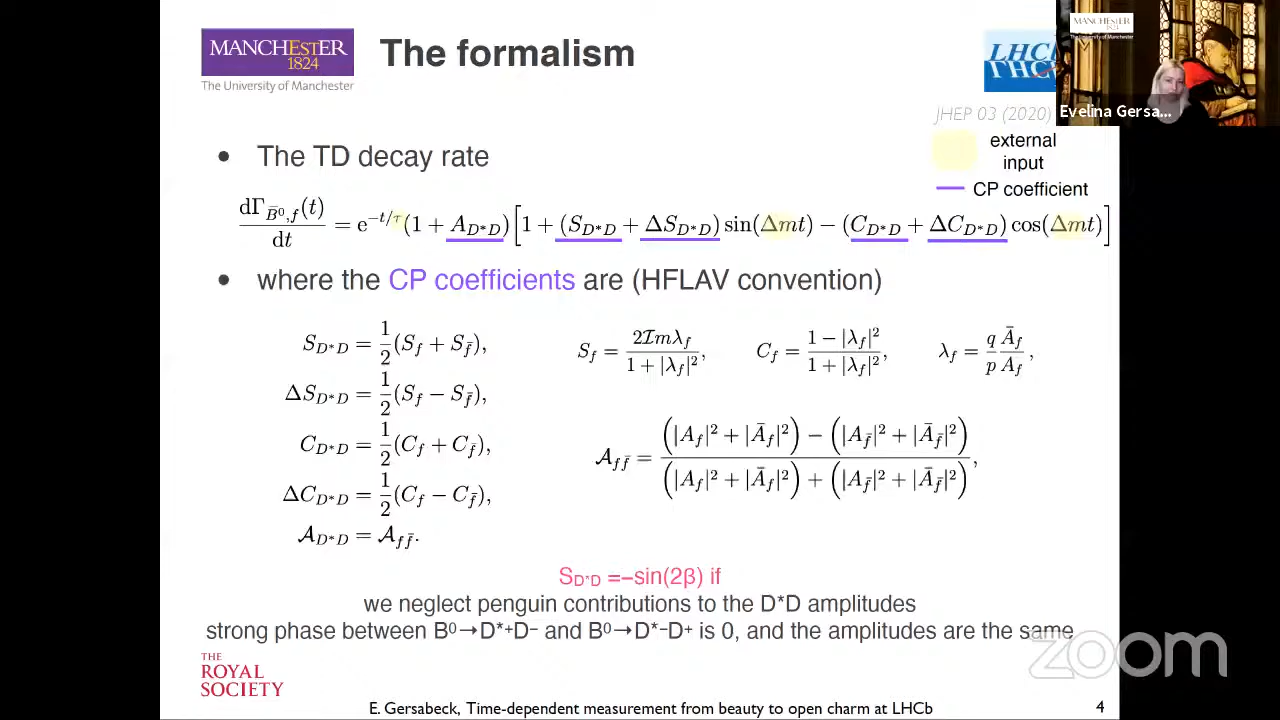 MANCHESTER
1824
The University of Manchester
The formalism
LHCb
MANCHESTER
1824
The University of Manchester
Evelina Gersa...
JHEP 03 (2020)
external
input
CP coefficient
• The TD decay rate
dΓ_{B̄⁰,f}(t)/dt = e^{−t/τ}(1 + A_{D*D})[1 + (S_{D*D} + ΔS_{D*D}) sin(Δmt) − (C_{D*D} + ΔC_{D*D}) cos(Δmt)]
• where the CP coefficients are (HFLAV convention)
S_{D*D} = 1/2(S_f + S_f̄),
ΔS_{D*D} = 1/2(S_f − S_f̄),
C_{D*D} = 1/2(C_f + C_f̄),
ΔC_{D*D} = 1/2(C_f − C_f̄),
𝒜_{D*D} = 𝒜_{ff̄}.
S_f = 2ℐmλ_f/(1 + |λ_f|²), C_f = (1 − |λ_f|²)/(1 + |λ_f|²), λ_f = q/p Ā_f/A_f ,
𝒜_{ff̄} = ((|A_f|² + |Ā_f|²) − (|A_f̄|² + |Ā_f̄|²))/((|A_f|² + |Ā_f|²) + (|A_f̄|² + |Ā_f̄|²)),
S_{D*D} =−sin(2β) if
we neglect penguin contributions to the D*D amplitudes
strong phase between B⁰→D*⁺D⁻ and B⁰→D*⁻D⁺ is 0, and the amplitudes are the same
zoom
THE
ROYAL
SOCIETY
E. Gersabeck, Time-dependent measurement from beauty to open charm at LHCb
4